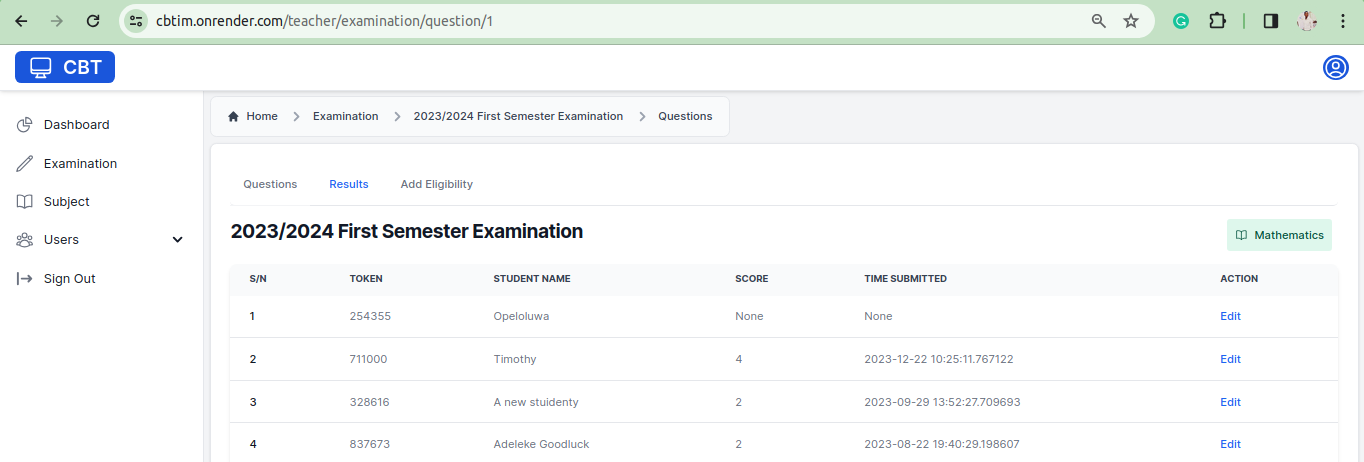 cbtim.onrender.com/teacher/examination/question/1
CBT
Dashboard
Examination
Subject
Users
Sign Out
Home Examination 2023/2024 First Semester Examination Questions
Questions Results Add Eligibility
2023/2024 First Semester Examination
Mathematics
S/N TOKEN STUDENT NAME SCORE TIME SUBMITTED ACTION
1 254355 Opeloluwa None None Edit
2 711000 Timothy 4 2023-12-22 10:25:11.767122 Edit
3 328616 A new stuidenty 2 2023-09-29 13:52:27.709693 Edit
4 837673 Adeleke Goodluck 2 2023-08-22 19:40:29.198607 Edit